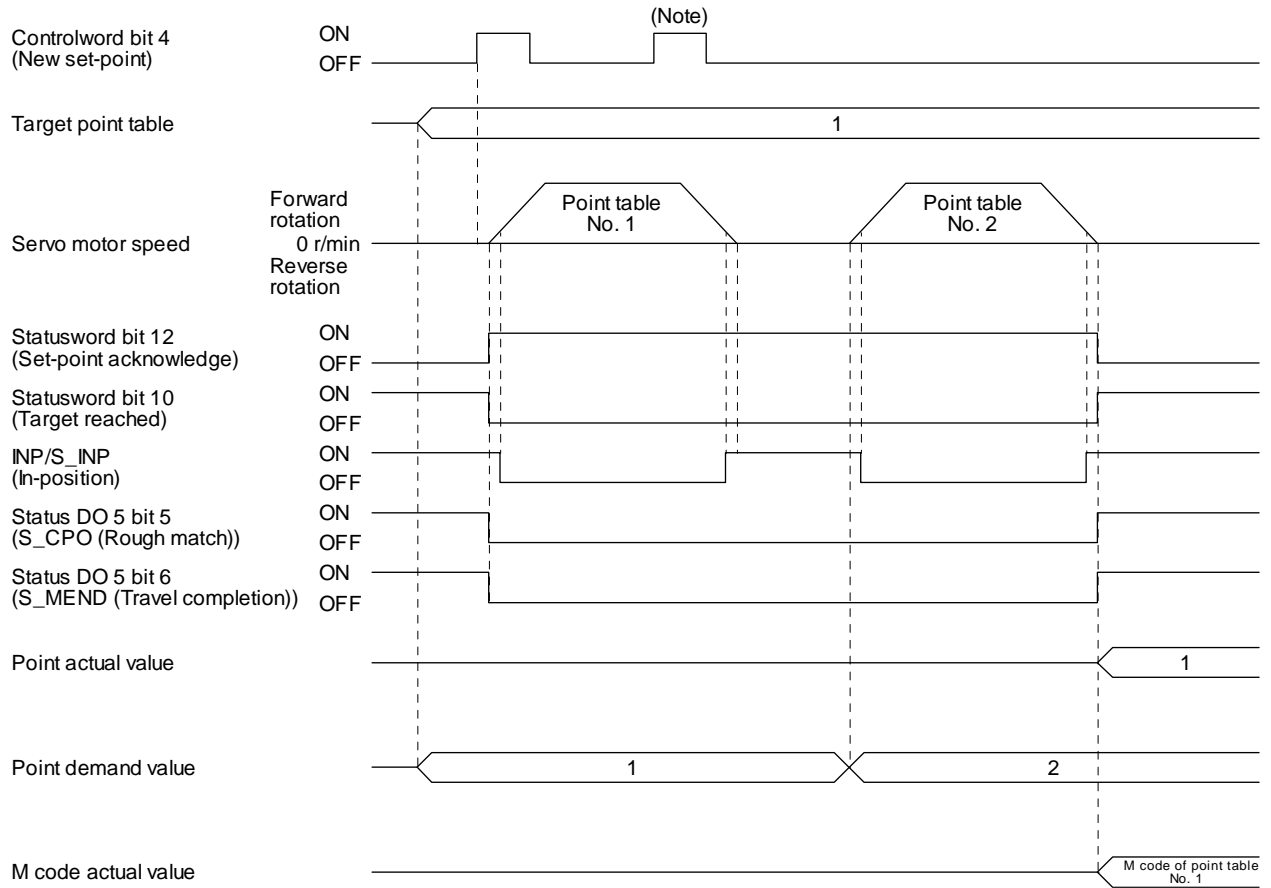 (Note)
Controlword bit 4
(New set-point)
ON
OFF
Target point table
1
Servo motor speed
Forward
rotation
0 r/min
Reverse
rotation
Point table
No. 1
Point table
No. 2
Statusword bit 12
(Set-point acknowledge)
ON
OFF
Statusword bit 10
(Target reached)
ON
OFF
INP/S_INP
(In-position)
ON
OFF
Status DO 5 bit 5
(S_CPO (Rough match))
ON
OFF
Status DO 5 bit 6
(S_MEND (Travel completion))
ON
OFF
Point actual value
1
Point demand value
1
2
M code actual value
M code of point table
No. 1